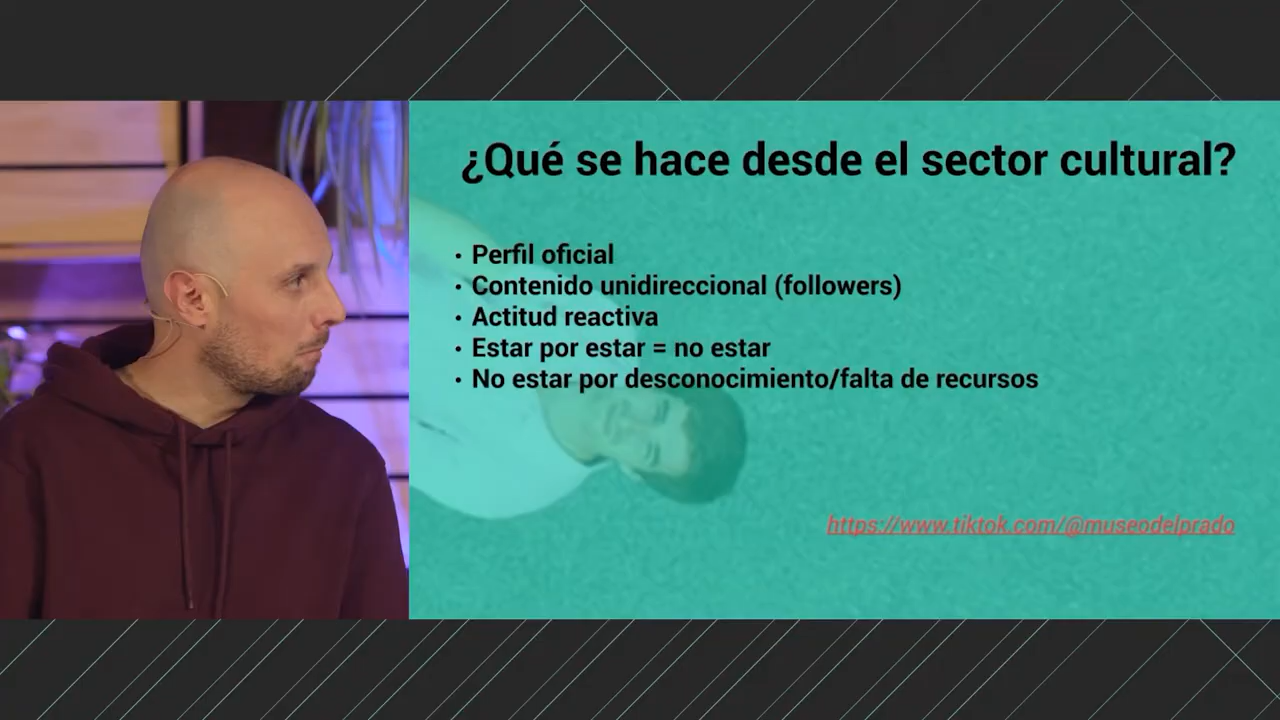 ¿Qué se hace desde el sector cultural?
• Perfil oficial
• Contenido unidireccional (followers)
• Actitud reactiva
• Estar por estar = no estar
• No estar por desconocimiento/falta de recursos
https://www.tiktok.com/@museodelprado